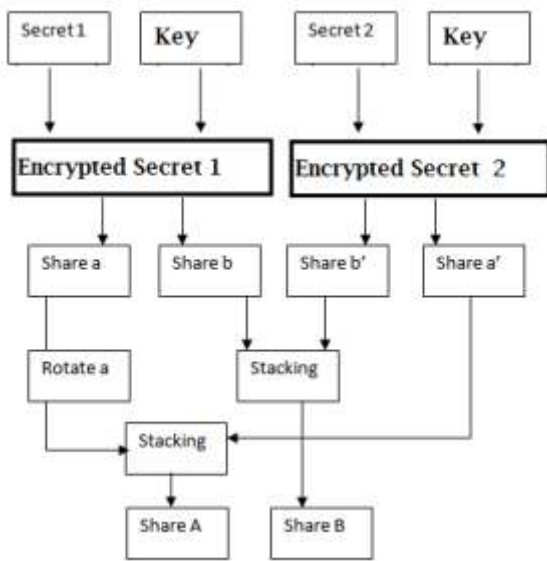 Secret 1
Key
Secret 2
Key
Encrypted Secret 1
Encrypted Secret 2
Share a
Share b
Share b’
Share a’
Rotate a
Stacking
Stacking
Share A
Share B